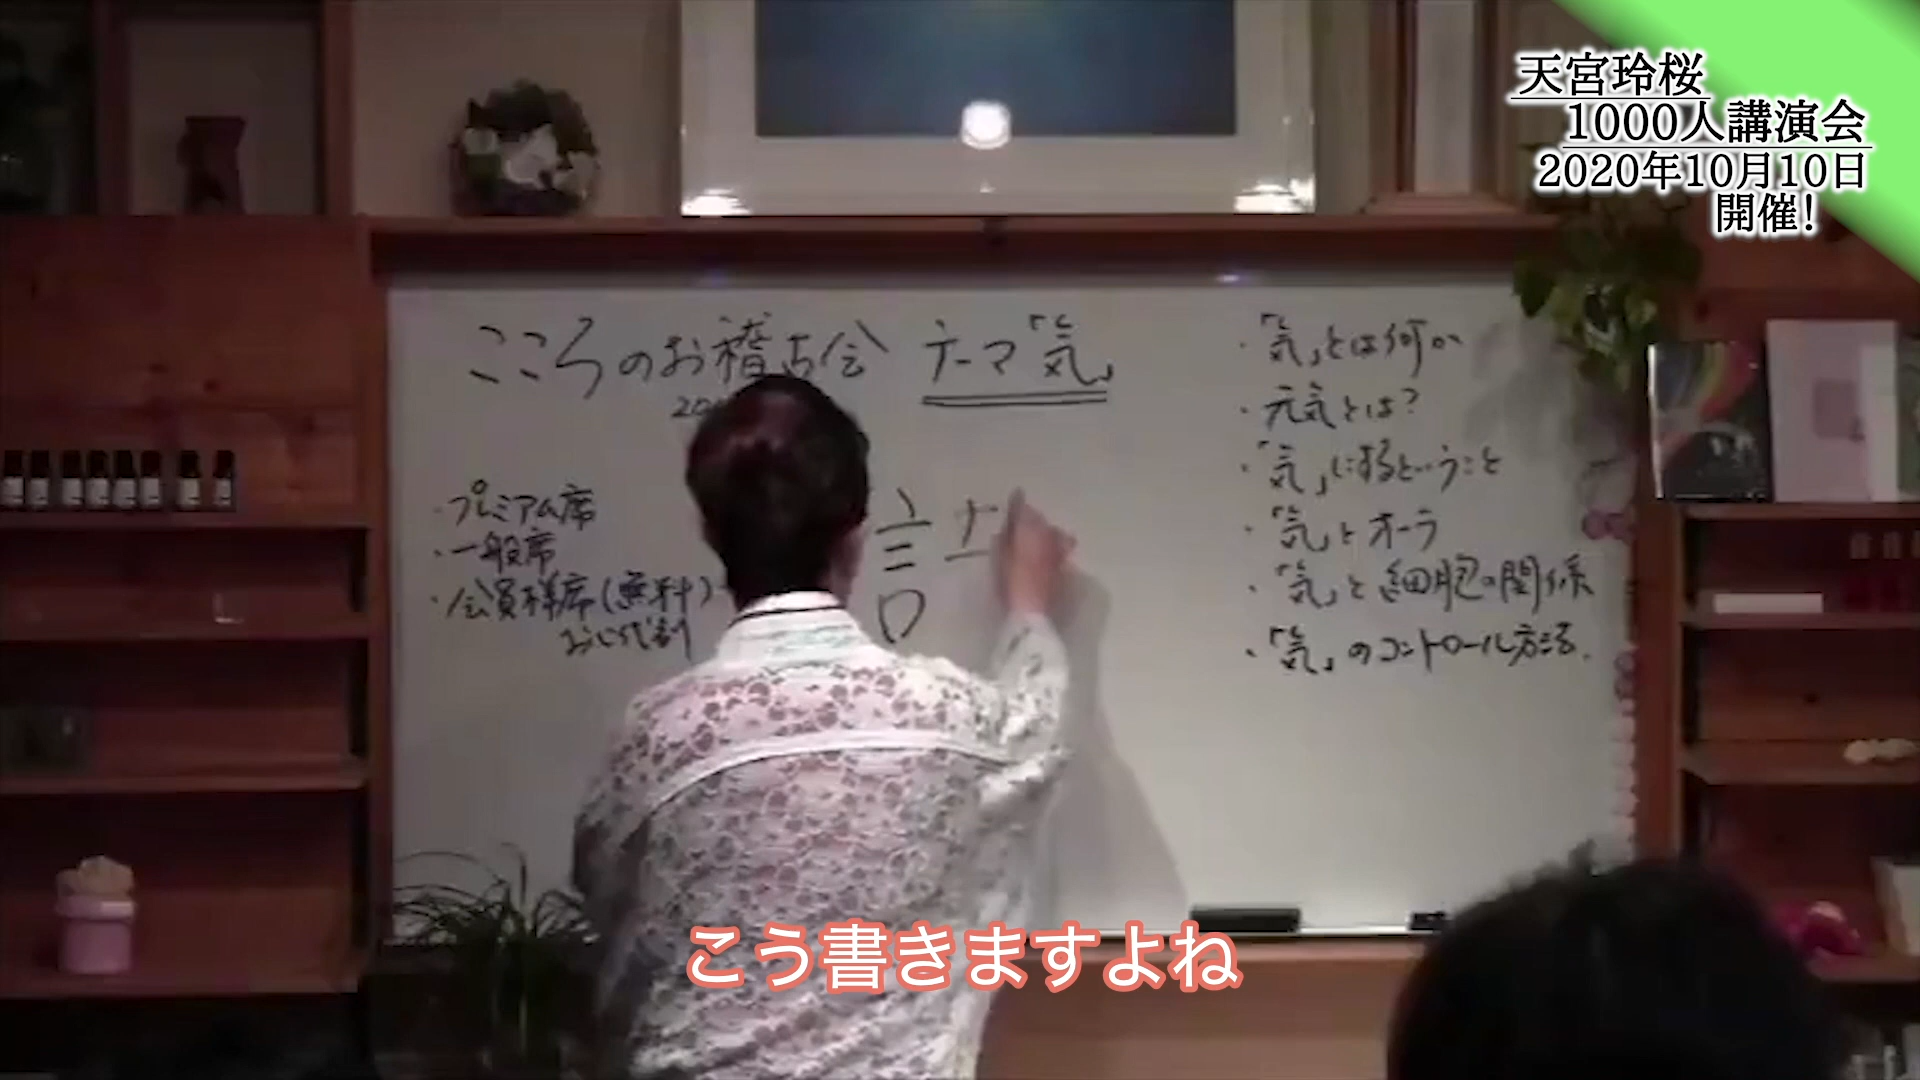 天宮玲桜
1000人講演会
2020年10月10日
開催!
こころのお稽古会 テーマ「気」
・プレミアム席
・一般席
・会員様席(無料)
言
・「気」とは何か
・元気とは?
・「気」にするということ
・「気」とオーラ
・「気」と細胞の関係
・「気」のコントロール方法.
こう書きますよね